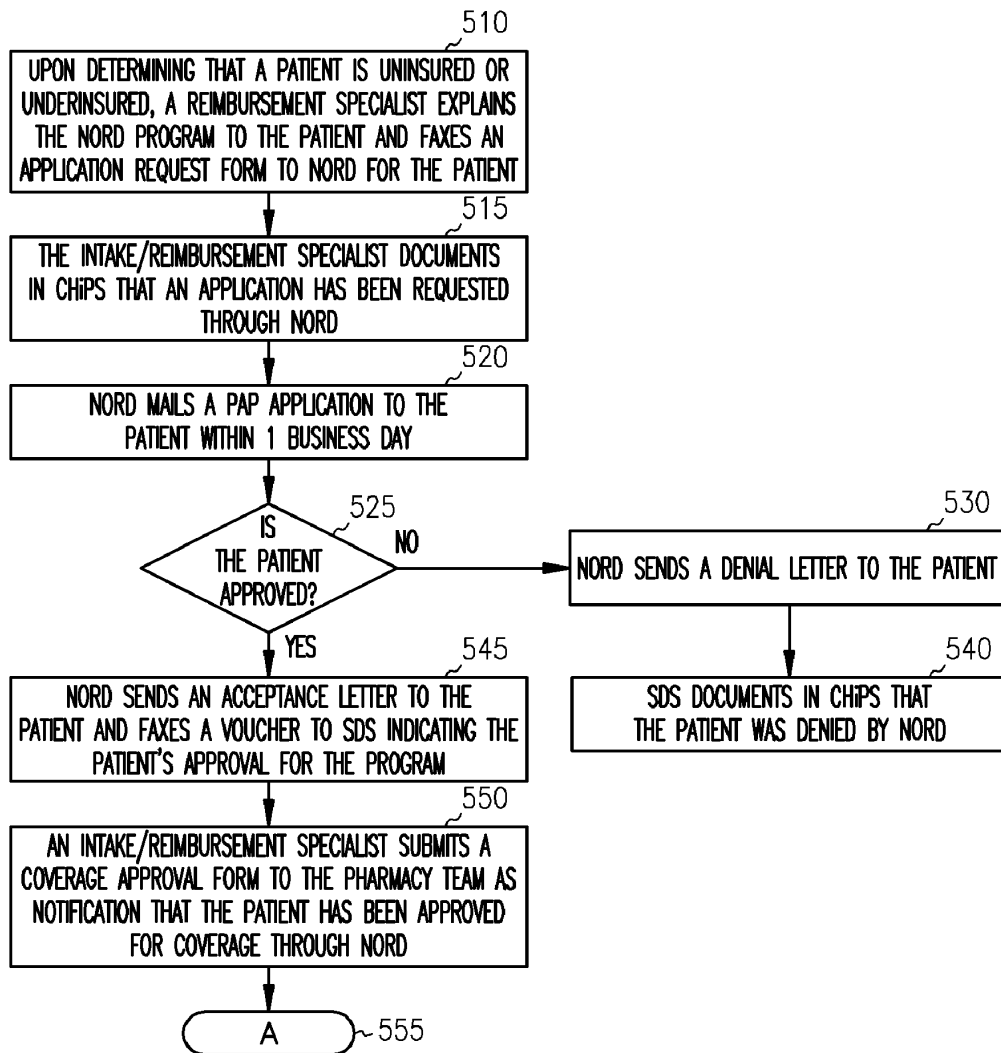 510
UPON DETERMINING THAT A PATIENT IS UNINSURED OR
UNDERINSURED, A REIMBURSEMENT SPECIALIST EXPLAINS
THE NORD PROGRAM TO THE PATIENT AND FAXES AN
APPLICATION REQUEST FORM TO NORD FOR THE PATIENT
515
THE INTAKE/REIMBURSEMENT SPECIALIST DOCUMENTS
IN CHiPS THAT AN APPLICATION HAS BEEN REQUESTED
THROUGH NORD
520
NORD MAILS A PAP APPLICATION TO THE
PATIENT WITHIN 1 BUSINESS DAY
525
IS
THE PATIENT
APPROVED?
NO
530
NORD SENDS A DENIAL LETTER TO THE PATIENT
540
SDS DOCUMENTS IN CHiPS THAT
THE PATIENT WAS DENIED BY NORD
YES
545
NORD SENDS AN ACCEPTANCE LETTER TO THE
PATIENT AND FAXES A VOUCHER TO SDS INDICATING THE
PATIENT'S APPROVAL FOR THE PROGRAM
550
AN INTAKE/REIMBURSEMENT SPECIALIST SUBMITS A
COVERAGE APPROVAL FORM TO THE PHARMACY TEAM AS
NOTIFICATION THAT THE PATIENT HAS BEEN APPROVED
FOR COVERAGE THROUGH NORD
A
555